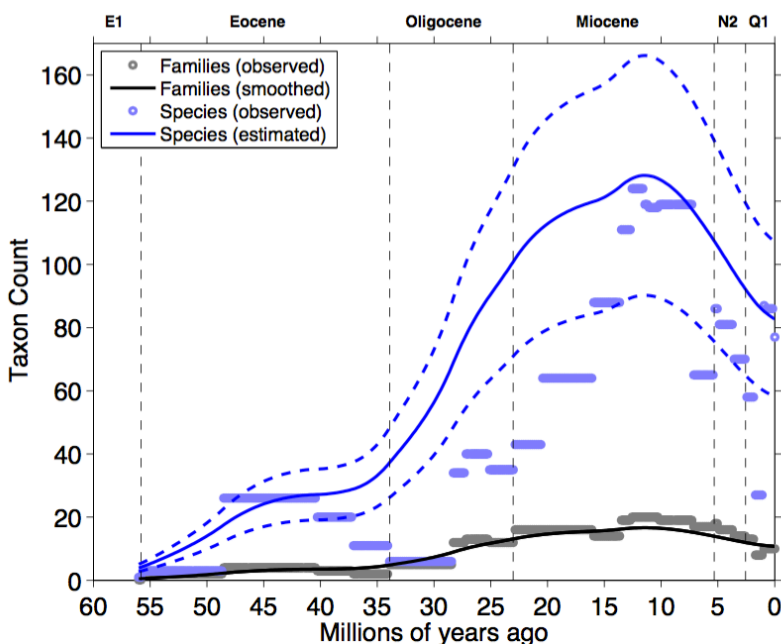 E1 Eocene Oligocene Miocene N2 Q1
Families (observed)
Families (smoothed)
Species (observed)
Species (estimated)
Taxon Count
160
140
120
100
80
60
40
20
0
60 55 50 45 40 35 30 25 20 15 10 5 0
Millions of years ago